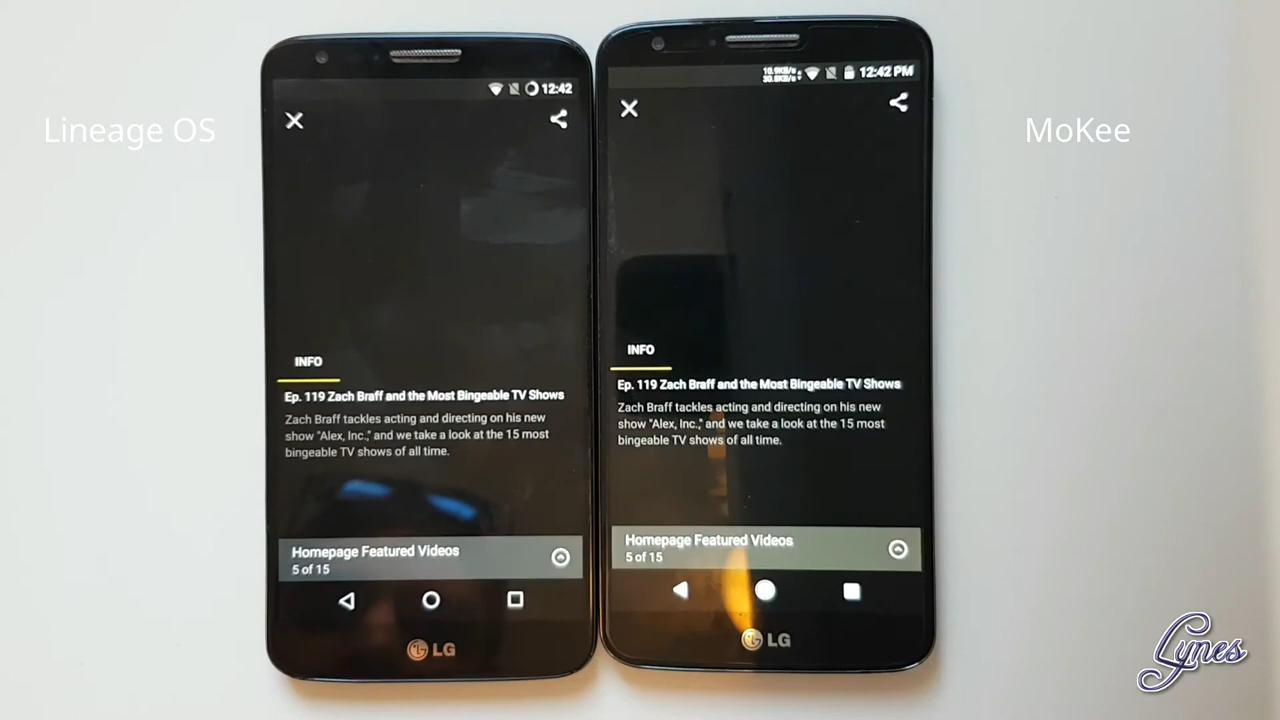 Lineage OS
MoKee
12:42
INFO
Ep. 119 Zach Braff and the Most Bingeable TV Shows
Zach Braff tackles acting and directing on his new
show "Alex, Inc.," and we take a look at the 15 most
bingeable TV shows of all time.
Homepage Featured Videos
5 of 15
LG
12:42 PM
INFO
Ep. 119 Zach Braff and the Most Bingeable TV Shows
Zach Braff tackles acting and directing on his new
show "Alex, Inc.," and we take a look at the 15 most
bingeable TV shows of all time.
Homepage Featured Videos
5 of 15
LG
Lynes